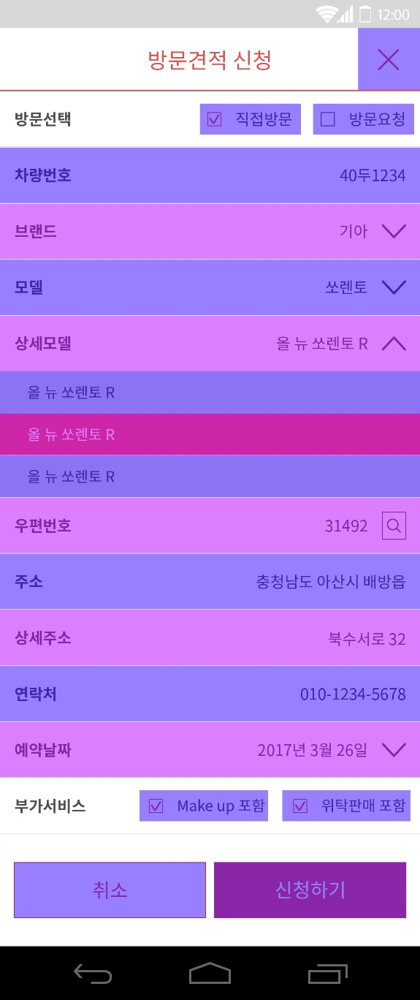 12:00
방문견적 신청
방문선택 직접방문 방문요청
차량번호 40두1234
브랜드 기아
모델 쏘렌토
상세모델 올 뉴 쏘렌토 R
올 뉴 쏘렌토 R
올 뉴 쏘렌토 R
올 뉴 쏘렌토 R
우편번호 31492
주소 충청남도 아산시 배방읍
상세주소 북수서로 32
연락처 010-1234-5678
예약날짜 2017년 3월 26일
부가서비스 Make up 포함 위탁판매 포함
취소 신청하기